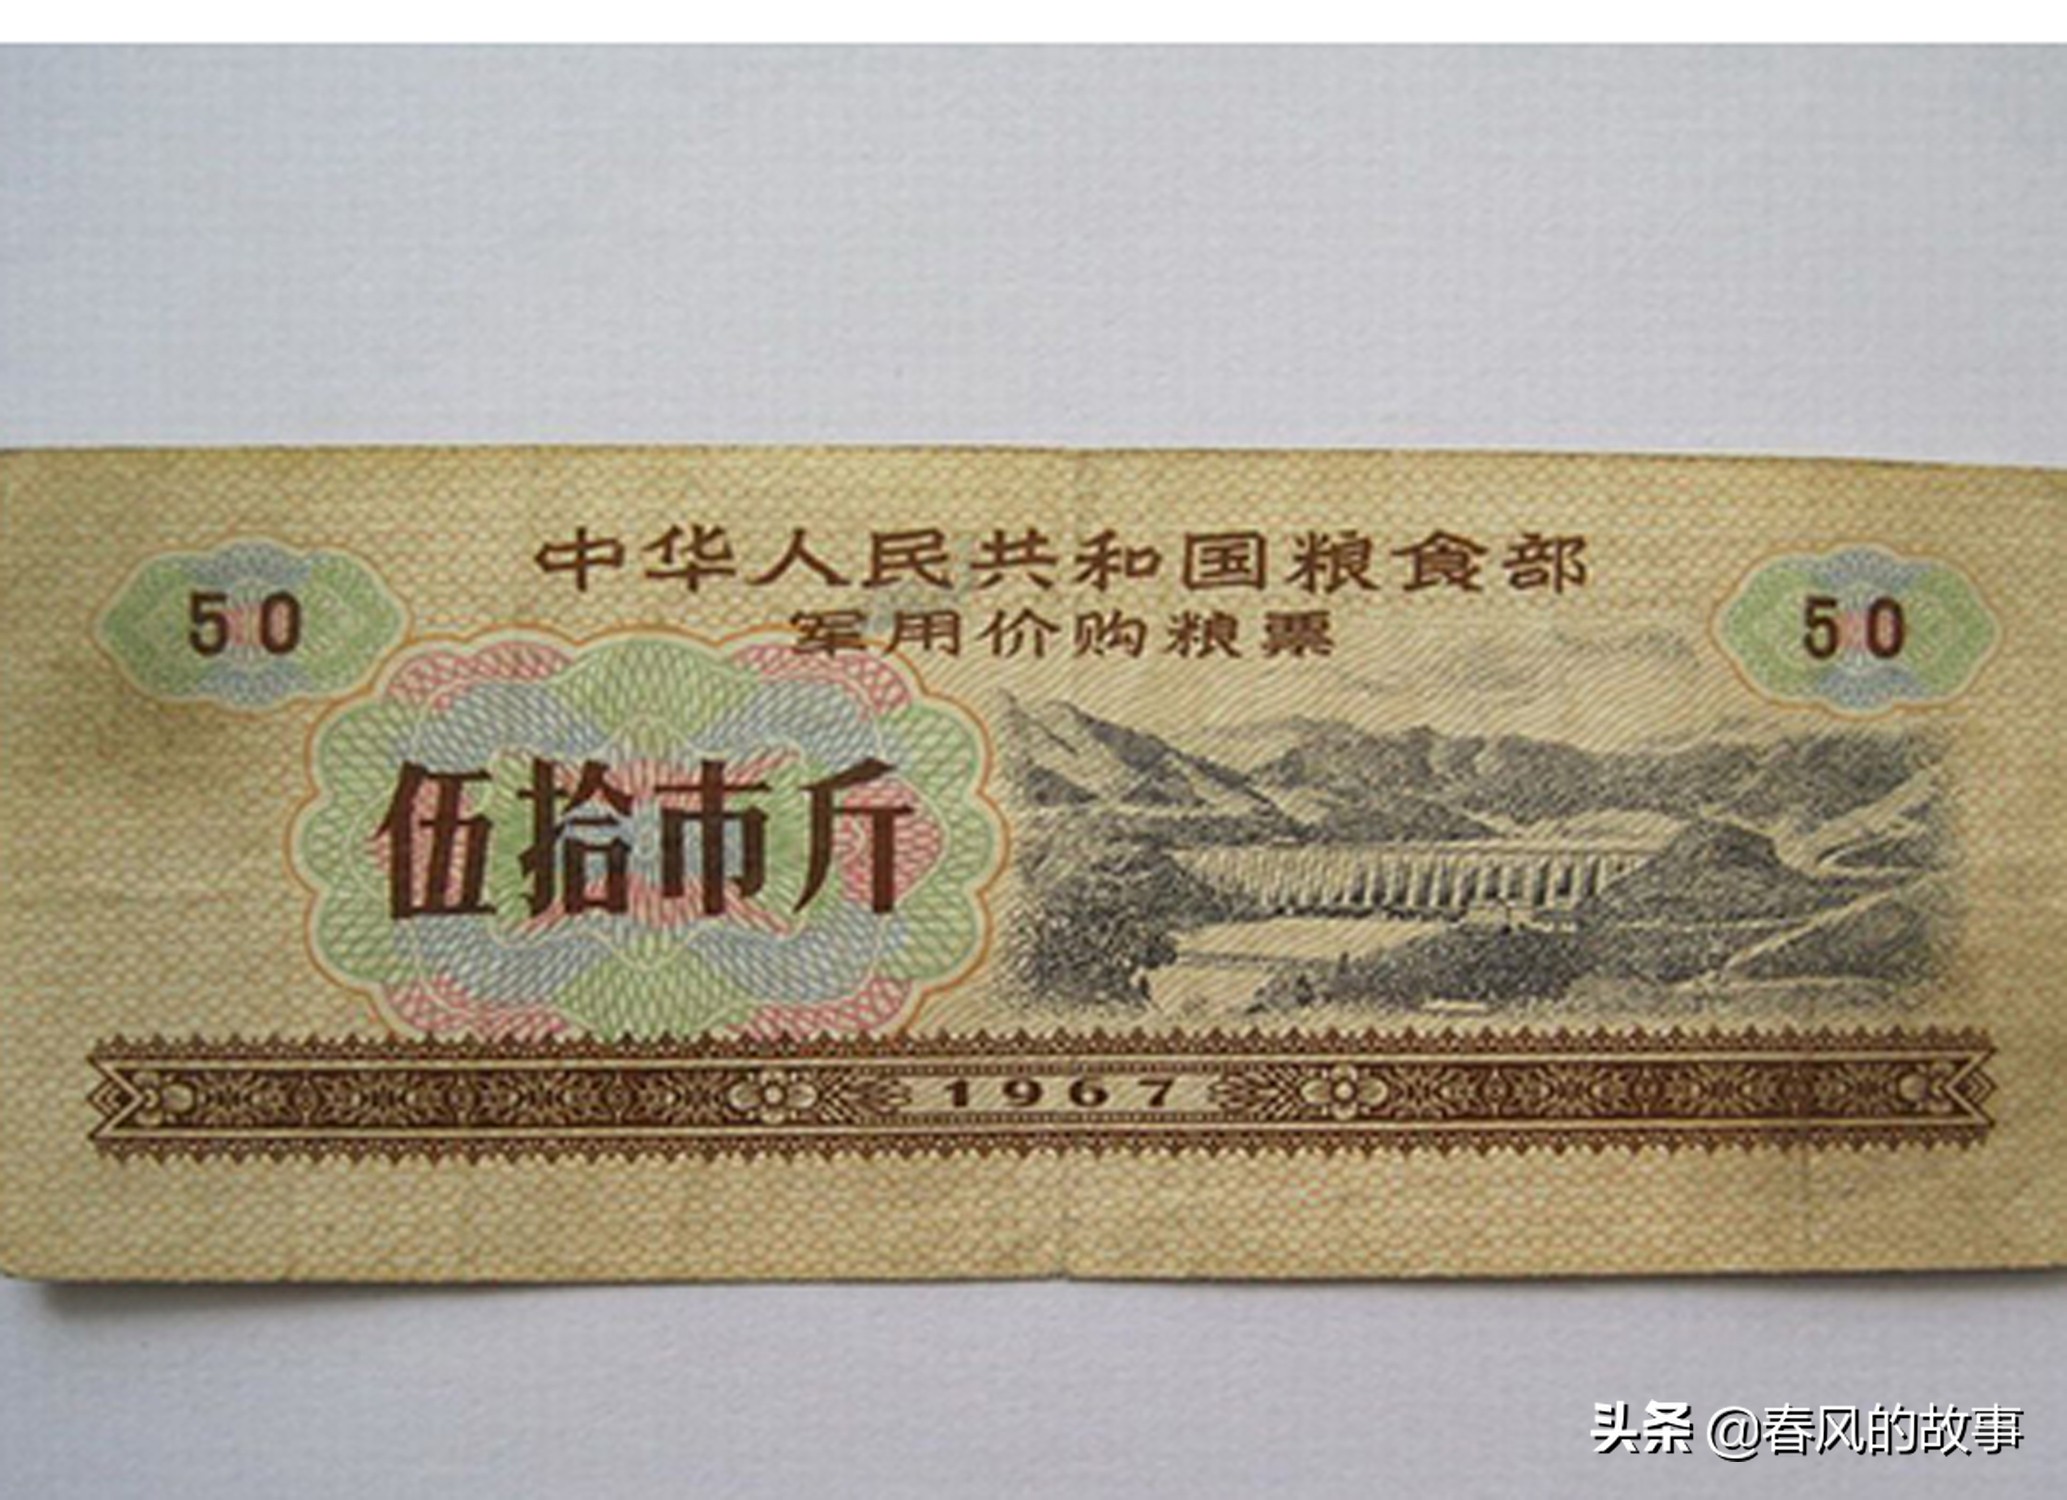 中华人民共和国粮食部
军用价购粮票
50
50
伍拾市斤
1967
头条 @春风的故事